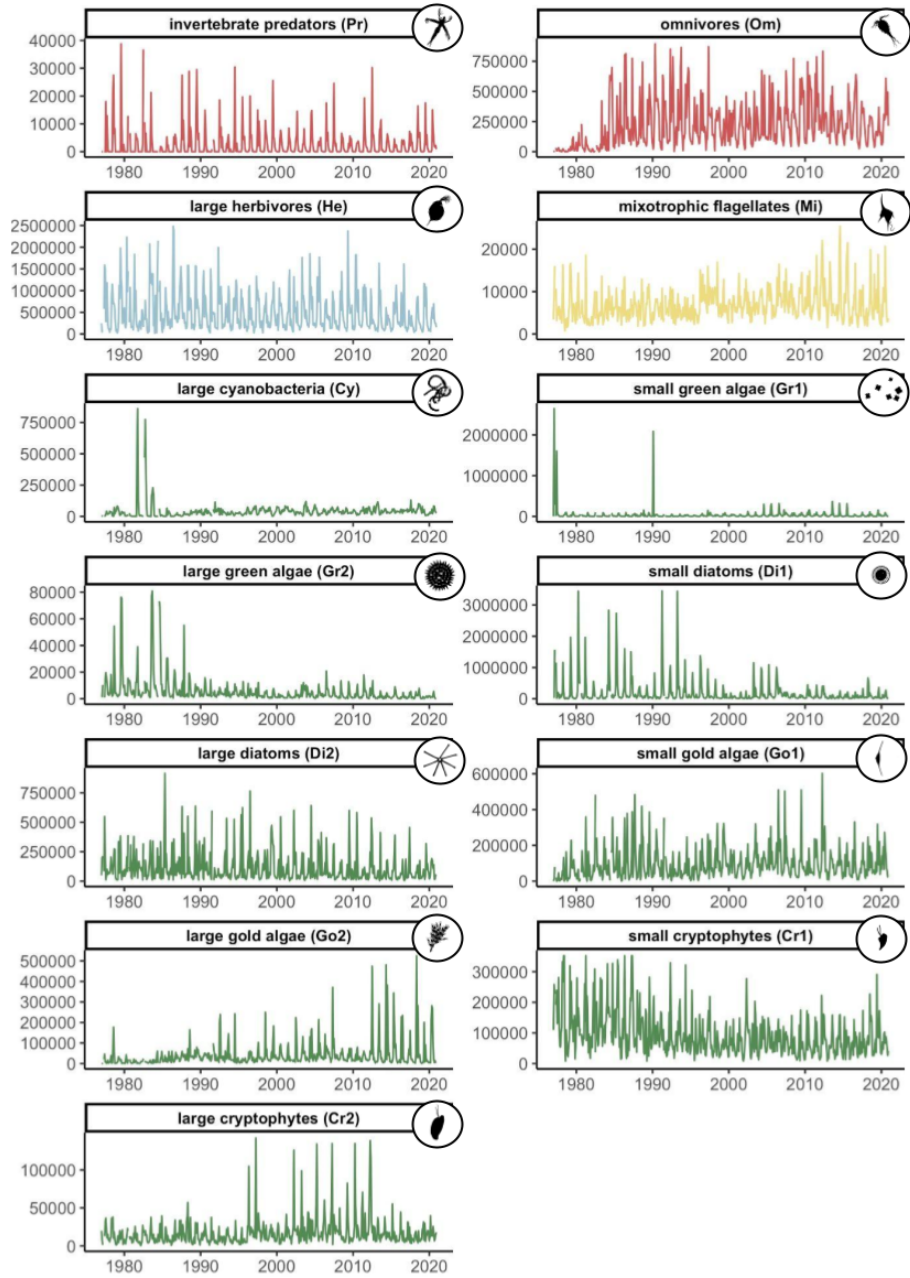 invertebrate predators (Pr)
40000
30000
20000
10000
0
1980 1990 2000 2010 2020
omnivores (Om)
750000
500000
250000
0
1980 1990 2000 2010 2020
large herbivores (He)
2500000
2000000
1500000
1000000
500000
0
1980 1990 2000 2010 2020
mixotrophic flagellates (Mi)
20000
10000
0
1980 1990 2000 2010 2020
large cyanobacteria (Cy)
750000
500000
250000
0
1980 1990 2000 2010 2020
small green algae (Gr1)
2000000
1000000
0
1980 1990 2000 2010 2020
large green algae (Gr2)
80000
60000
40000
20000
0
1980 1990 2000 2010 2020
small diatoms (Di1)
3000000
2000000
1000000
0
1980 1990 2000 2010 2020
large diatoms (Di2)
750000
500000
250000
0
1980 1990 2000 2010 2020
small gold algae (Go1)
600000
400000
200000
0
1980 1990 2000 2010 2020
large gold algae (Go2)
500000
400000
300000
200000
100000
0
1980 1990 2000 2010 2020
small cryptophytes (Cr1)
300000
200000
100000
0
1980 1990 2000 2010 2020
large cryptophytes (Cr2)
100000
50000
0
1980 1990 2000 2010 2020